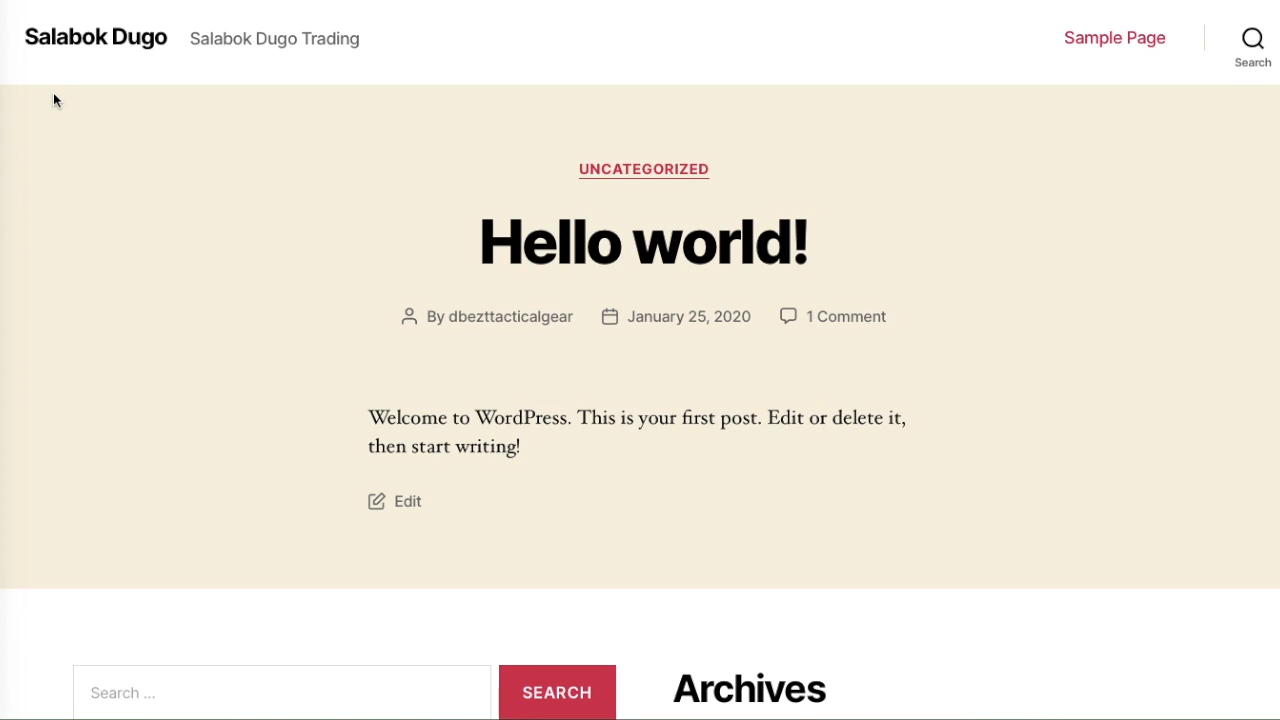 Salabok Dugo Salabok Dugo Trading Sample Page
Search
UNCATEGORIZED
Hello world!
By dbezttacticalgear January 25, 2020 1 Comment
Welcome to WordPress. This is your first post. Edit or delete it,
then start writing!
Edit
Search ... SEARCH Archives